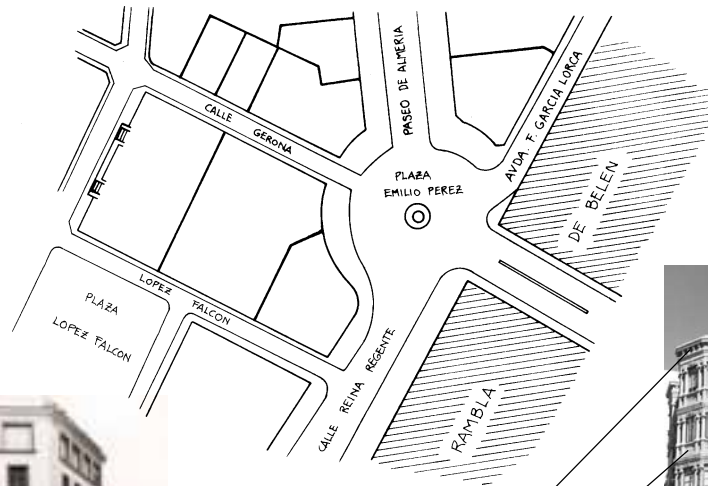 PASEO DE ALMERIA
AVDA. F. GARCIA LORCA
CALLE GERONA
PLAZA
EMILIO PEREZ
DE BELEN
LOPEZ FALCON
PLAZA
LOPEZ FALCON
CALLE REINA REGENTE
RAMBLA